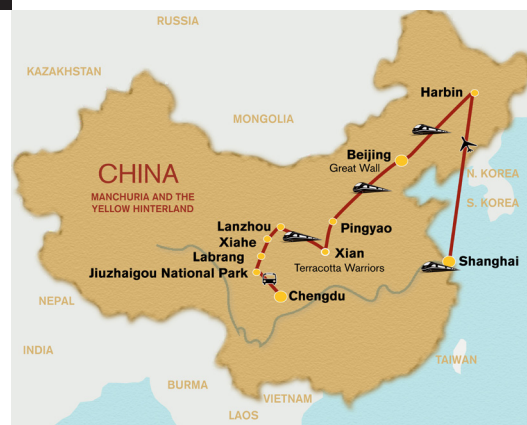 RUSSIA
KAZAKHSTAN
Harbin
MONGOLIA
Beijing
Great Wall
CHINA
N. KOREA
MANCHURIA AND THE
YELLOW HINTERLAND
S. KOREA
Lanzhou
Pingyao
Xiahe
Xian
Labrang
Terracotta Warriors
Shanghai
Jiuzhaigou National Park
Chengdu
NEPAL
INDIA
TAIWAN
BURMA
VIETNAM
LAOS